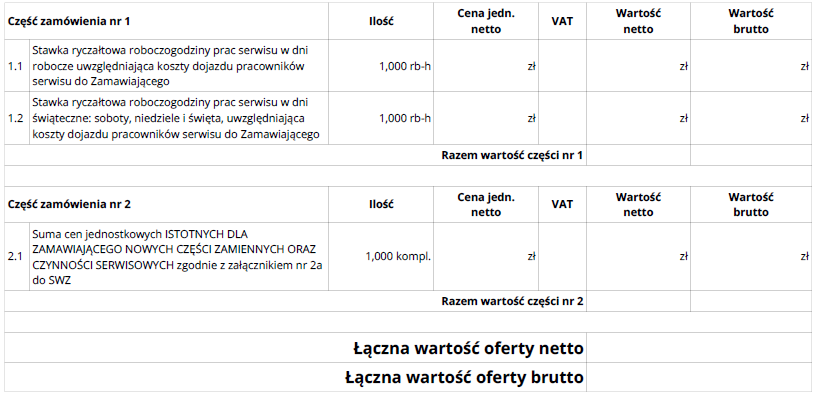 Część zamówienia nr 1 Ilość Cena jedn. netto VAT Wartość netto Wartość brutto
1.1 Stawka ryczałtowa roboczogodziny prac serwisu w dni
robocze uwzględniająca koszty dojazdu pracowników
serwisu do Zamawiającego
1,000 rb-h zł zł zł
1.2 Stawka ryczałtowa roboczogodziny prac serwisu w dni
świąteczne: soboty, niedziele i święta, uwzględniająca
koszty dojazdu pracowników serwisu do Zamawiającego
1,000 rb-h zł zł zł
Razem wartość części nr 1
Część zamówienia nr 2 Ilość Cena jedn. netto VAT Wartość netto Wartość brutto
2.1 Suma cen jednostkowych ISTOTNYCH DLA
ZAMAWIAJĄCEGO NOWYCH CZĘŚCI ZAMIENNYCH ORAZ
CZYNNOŚCI SERWISOWYCH zgodnie z załącznikiem nr 2a
do SWZ
1,000 kompl. zł zł zł
Razem wartość części nr 2
Łączna wartość oferty netto
Łączna wartość oferty brutto